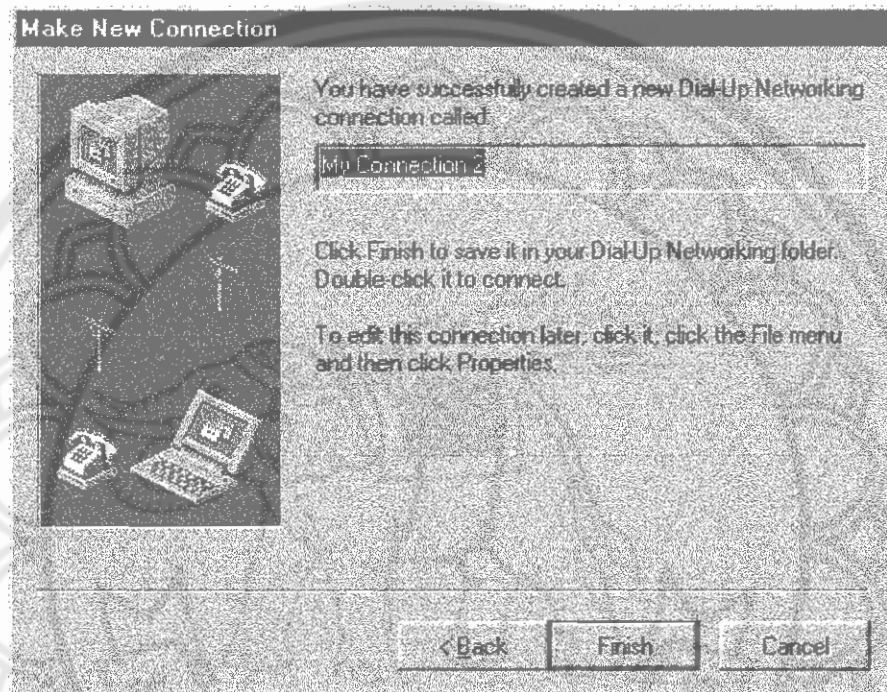 Make New Connection
You have successfully created a new Dial-Up Networking
connection called:
My Connection 2
Click Finish to save it in your Dial-Up Networking folder.
Double-click it to connect.
To edit this connection later, click it, click the File menu
and then click Properties.
< Back
Finish
Cancel